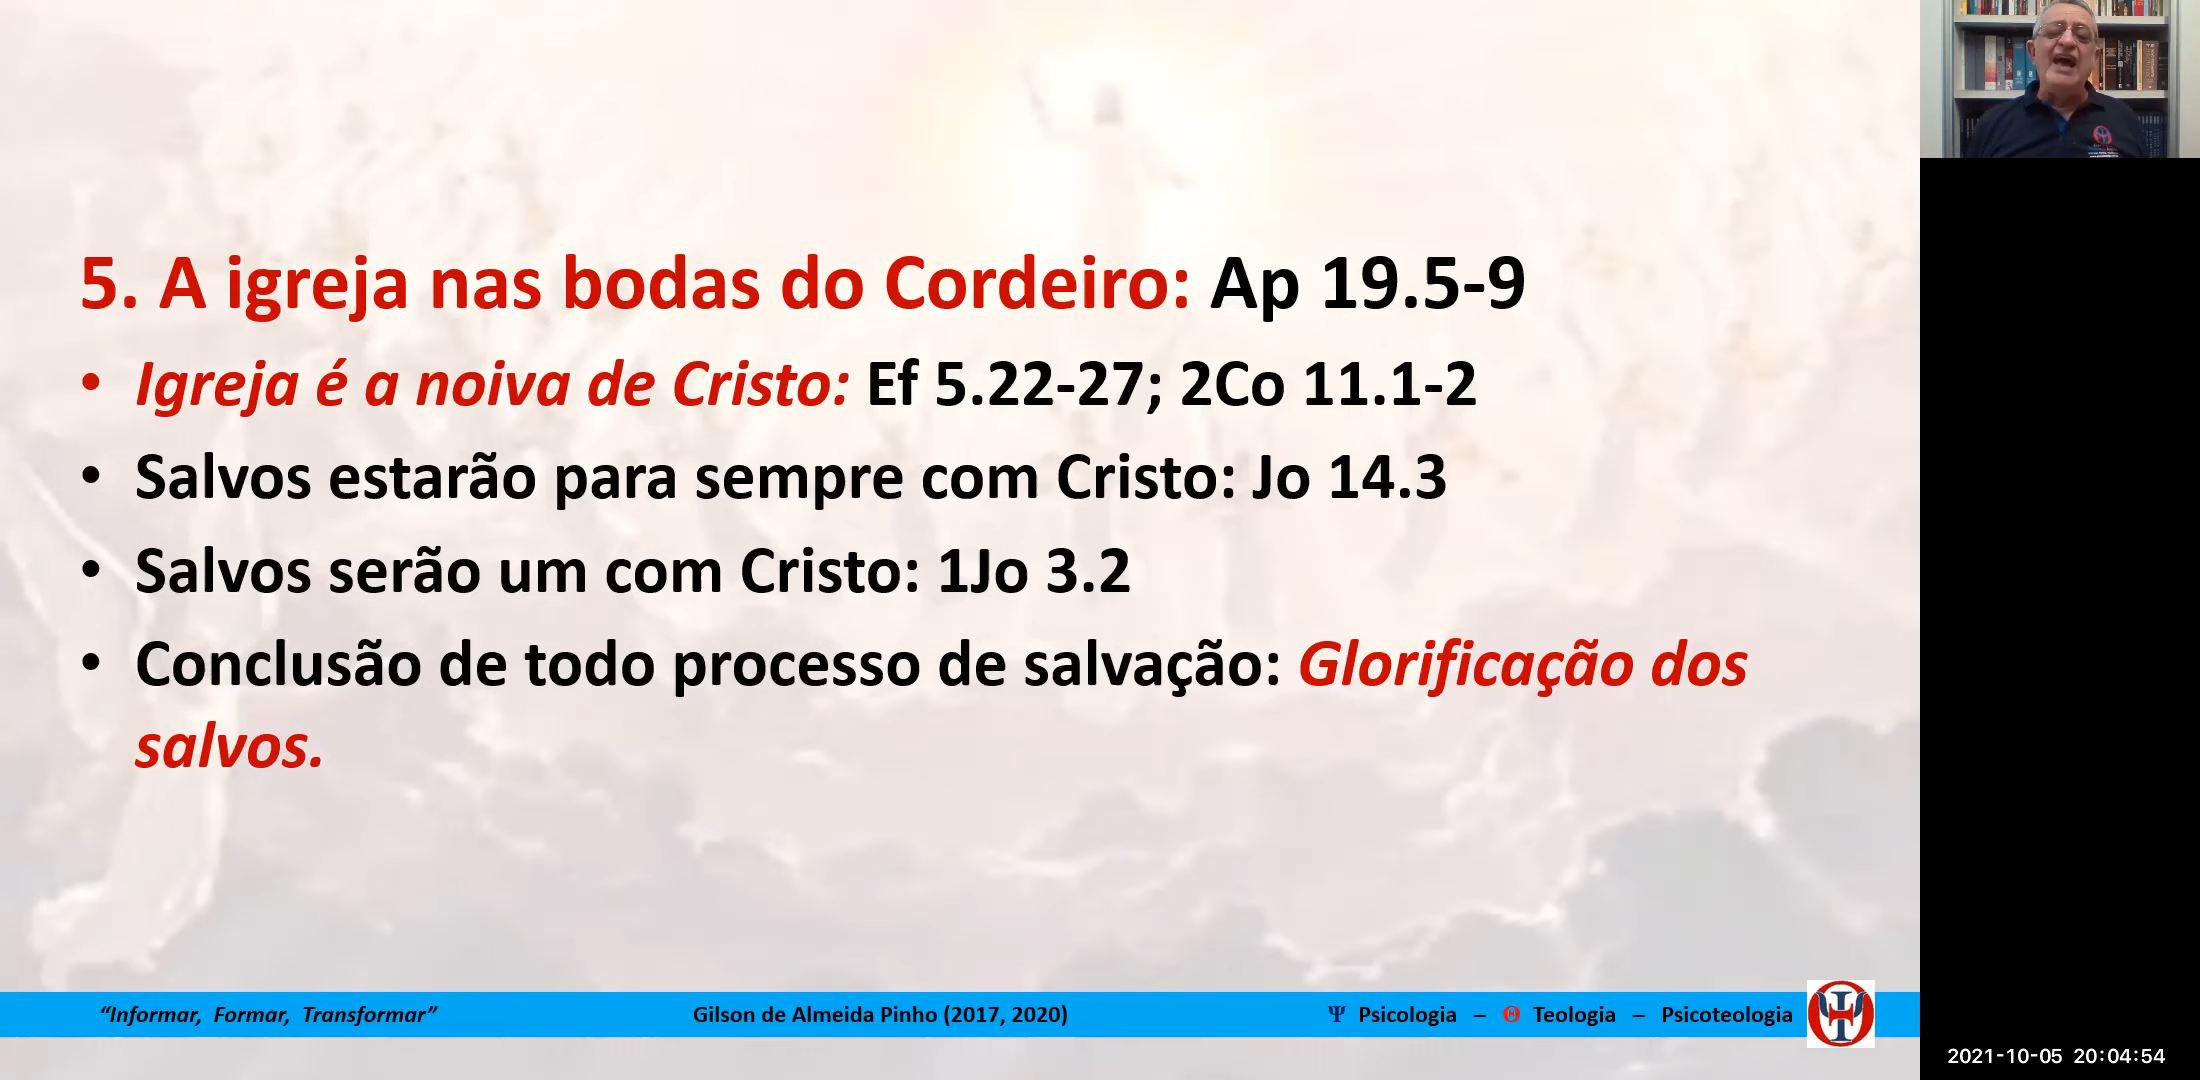 5. A igreja nas bodas do Cordeiro: Ap 19.5-9
• Igreja é a noiva de Cristo: Ef 5.22-27; 2Co 11.1-2
• Salvos estarão para sempre com Cristo: Jo 14.3
• Salvos serão um com Cristo: 1Jo 3.2
• Conclusão de todo processo de salvação: Glorificação dos
salvos.
“Informar, Formar, Transformar” Gilson de Almeida Pinho (2017, 2020) Ψ Psicologia – Θ Teologia – Psicoteologia
2021-10-05 20:04:54